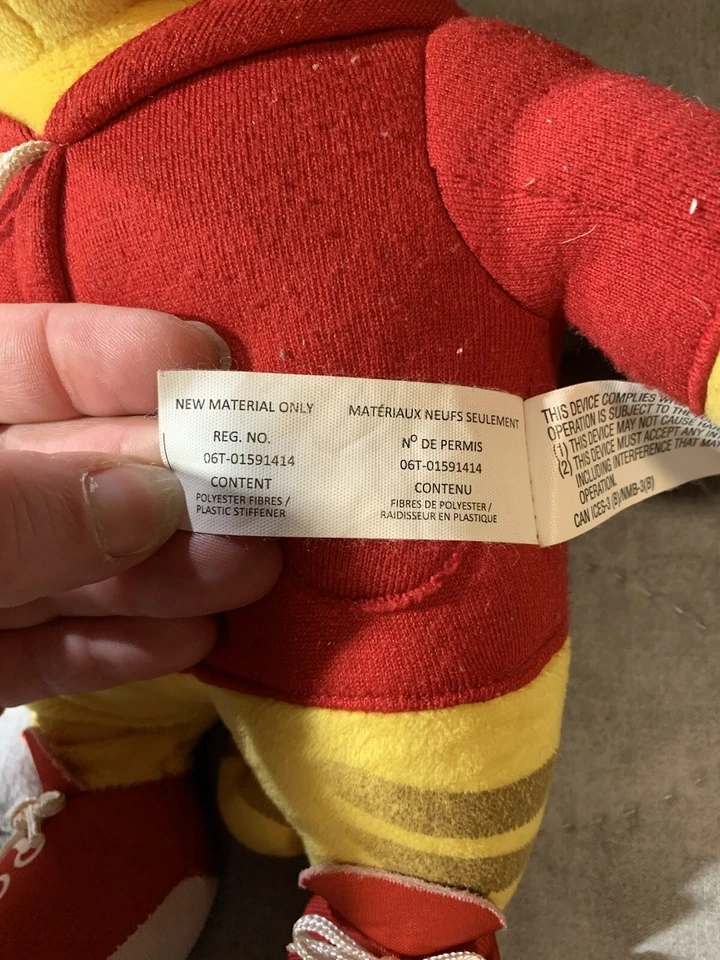 NEW MATERIAL ONLY
REG. NO.
06T-01591414
CONTENT
POLYESTER FIBRES /
PLASTIC STIFFENER
MATÉRIAUX NEUFS SEULEMENT
Nº DE PERMIS
06T-01591414
CONTENU
FIBRES DE POLYESTER /
RAIDISSEUR EN PLASTIQUE
THIS DEVICE COMPLIES
OPERATION IS SUBJECT TO THE
(1) THIS DEVICE MAY NOT CAUSE
(2) THIS DEVICE MUST ACCEPT ANY
INCLUDING INTERFERENCE THAT
OPERATION.
CAN ICES-3 (B)/NMB-3(B)